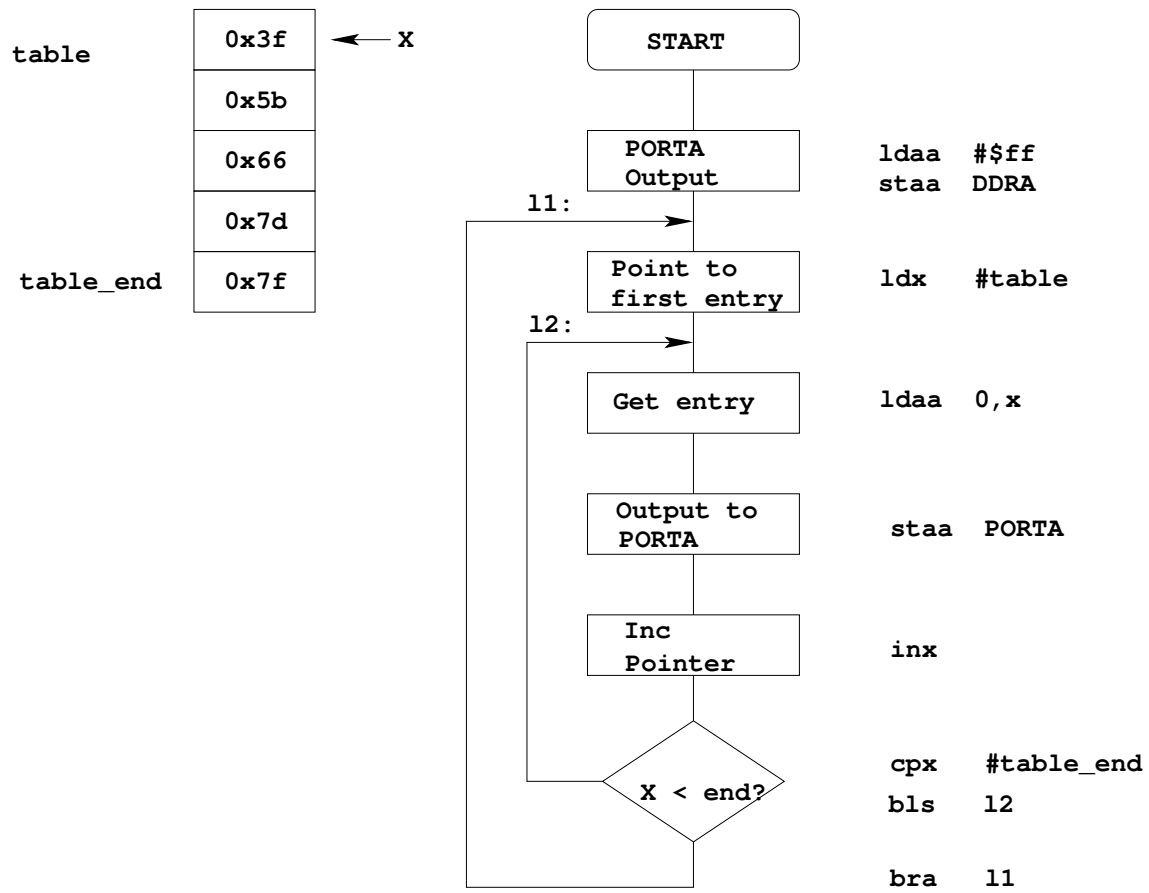 table
0x3f
X
0x5b
0x66
0x7d
table_end
0x7f
START
PORTA
Output
ldaa #$ff
staa DDRA
l1:
Point to
first entry
ldx #table
l2:
Get entry
ldaa 0,x
Output to
PORTA
staa PORTA
Inc
Pointer
inx
X < end?
cpx #table_end
bls l2
bra l1